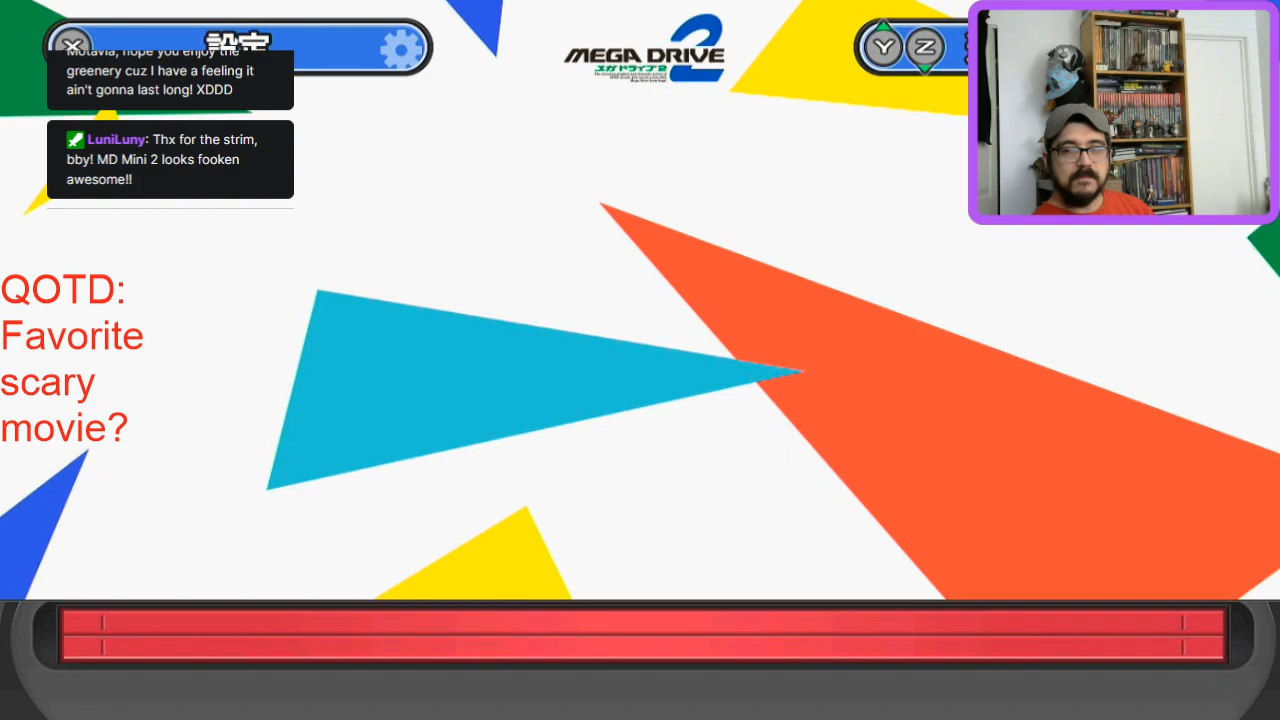 設定
MEGA DRIVE 2
メガドライブ2
X
Y
Z
Motavia, hope you enjoy the
greenery cuz I have a feeling it
ain't gonna last long! XDDD
LuniLuny: Thx for the strim,
bby! MD Mini 2 looks fooken
awesome!!
QOTD:
Favorite
scary
movie?